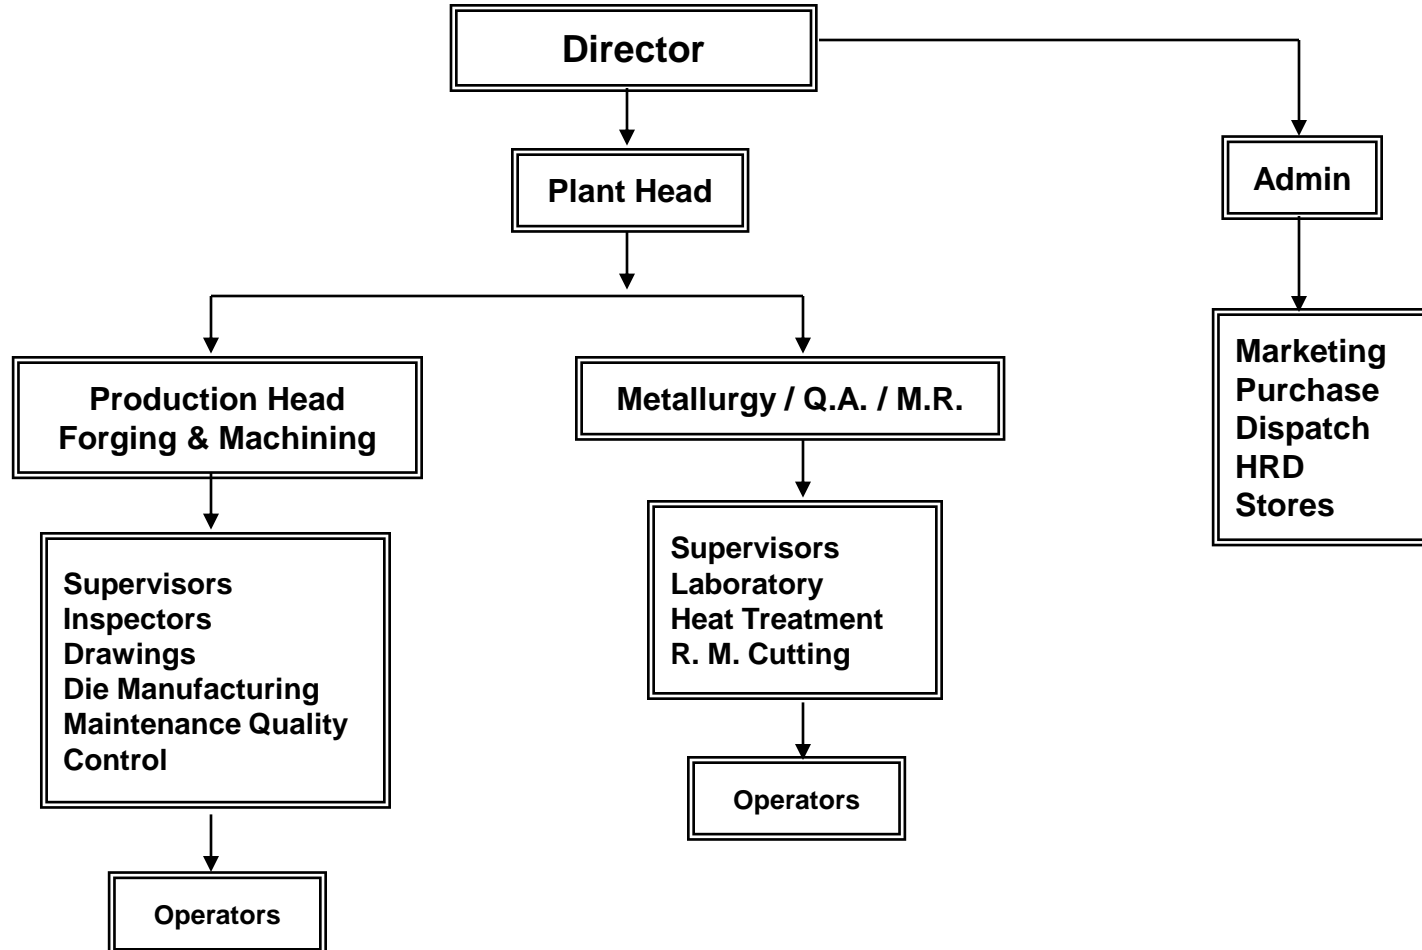 Director
Plant Head
Admin
Production Head
Forging & Machining
Metallurgy / Q.A. / M.R.
Marketing
Purchase
Dispatch
HRD
Stores
Supervisors
Inspectors
Drawings
Die Manufacturing
Maintenance Quality
Control
Supervisors
Laboratory
Heat Treatment
R. M. Cutting
Operators
Operators